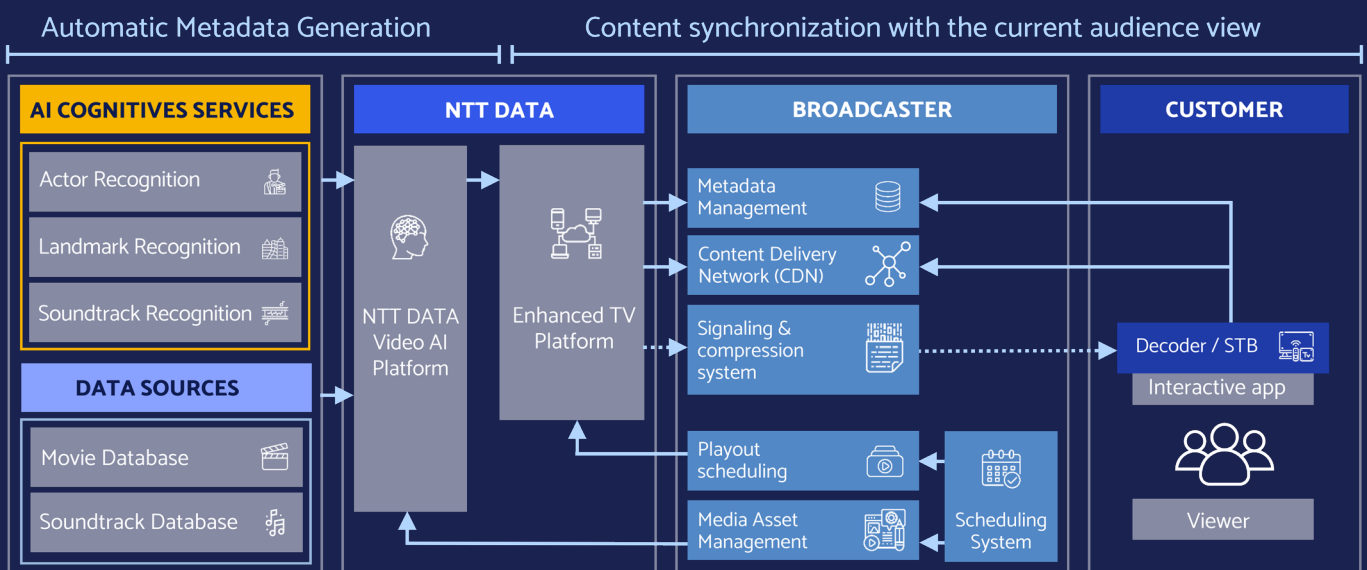 Automatic Metadata Generation
Content synchronization with the current audience view
AI COGNITIVES SERVICES
Actor Recognition
Landmark Recognition
Soundtrack Recognition
DATA SOURCES
Movie Database
Soundtrack Database
NTT DATA
NTT DATA
Video AI
Platform
Enhanced TV
Platform
BROADCASTER
Metadata
Management
Content Delivery
Network (CDN)
Signaling &
compression
system
Playout
scheduling
Media Asset
Management
Scheduling
System
CUSTOMER
Decoder / STB
Tv
Interactive app
Viewer